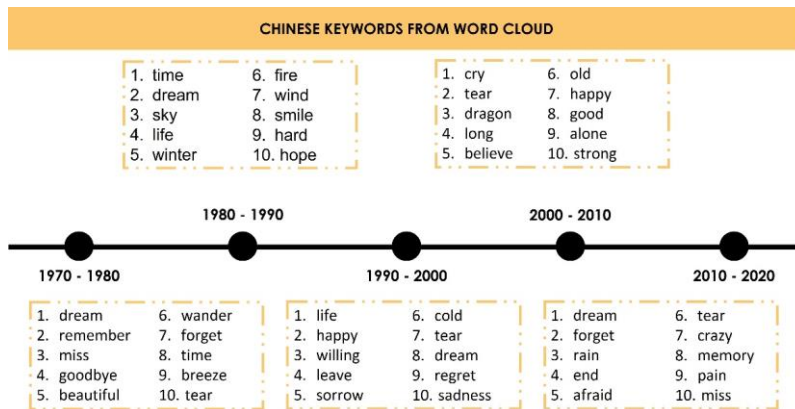 CHINESE KEYWORDS FROM WORD CLOUD
1. time
2. dream
3. sky
4. life
5. winter
6. fire
7. wind
8. smile
9. hard
10. hope
1. cry
2. tear
3. dragon
4. long
5. believe
6. old
7. happy
8. good
9. alone
10. strong
1980 - 1990
2000 - 2010
1970 - 1980
1990 - 2000
2010 - 2020
1. dream
2. remember
3. miss
4. goodbye
5. beautiful
6. wander
7. forget
8. time
9. breeze
10. tear
1. life
2. happy
3. willing
4. leave
5. sorrow
6. cold
7. tear
8. dream
9. regret
10. sadness
1. dream
2. forget
3. rain
4. end
5. afraid
6. tear
7. crazy
8. memory
9. pain
10. miss